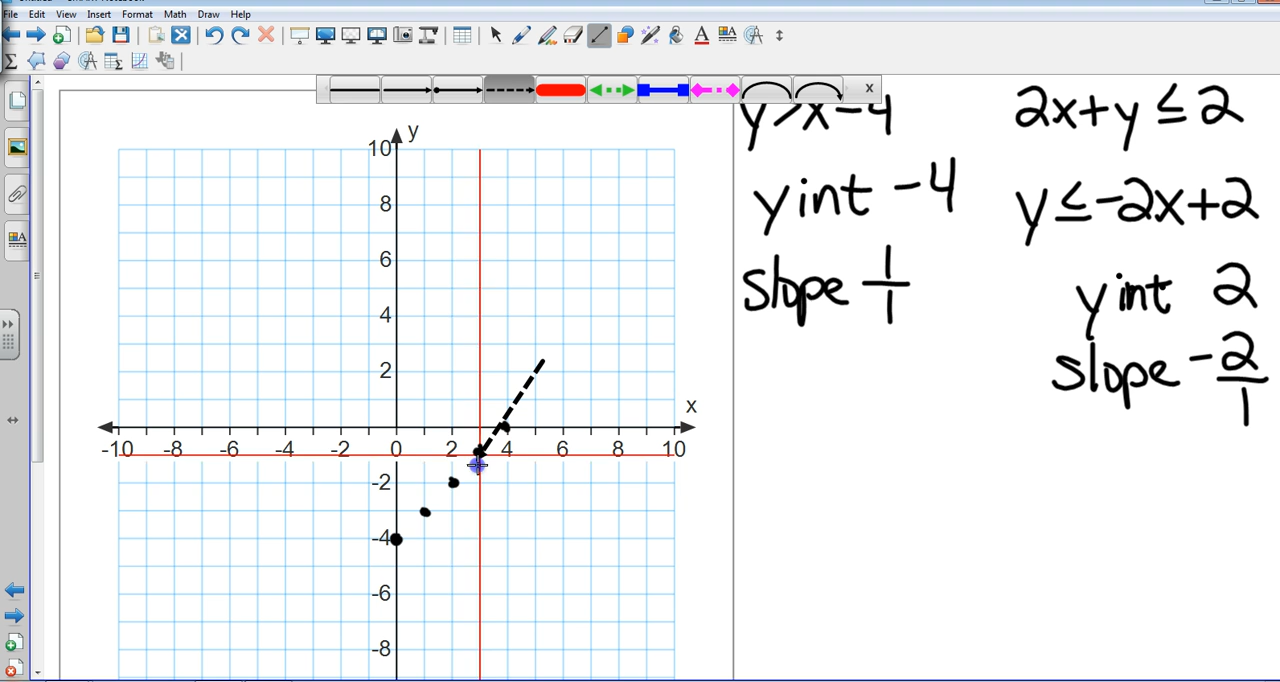 File Edit View Insert Format Math Draw Help
x
y>x-4
2x+y≤2
y int -4
y≤-2x+2
slope 1/1
y int 2
slope -2/1
y
10
8
6
4
2
x
-10 -8 -6 -4 -2 0 2 4 6 8 10
-2
-4
-6
-8